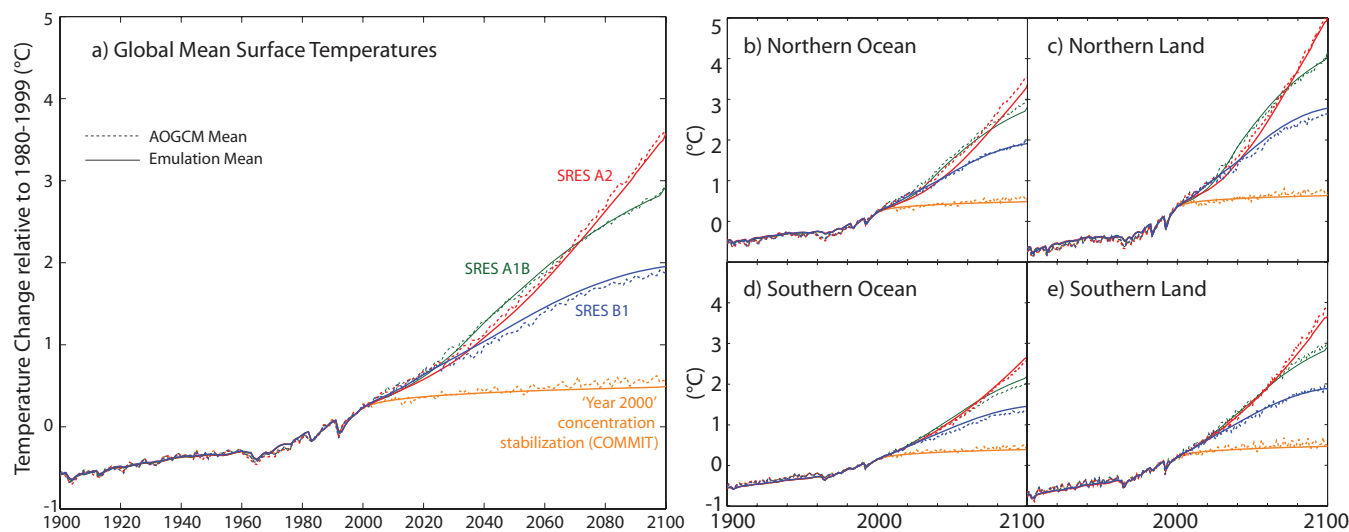 Temperature Change relative to 1980-1999 (°C)
5
4
3
2
1
0
-1
a) Global Mean Surface Temperatures
AOGCM Mean
Emulation Mean
SRES A2
SRES A1B
SRES B1
'Year 2000'
concentration
stabilization (COMMIT)
1900 1920 1940 1960 1980 2000 2020 2040 2060 2080 2100
b) Northern Ocean
c) Northern Land
(°C)
5
4
3
2
1
0
d) Southern Ocean
e) Southern Land
(°C)
4
3
2
1
0
-1
1900 2000 2100 2000 2100